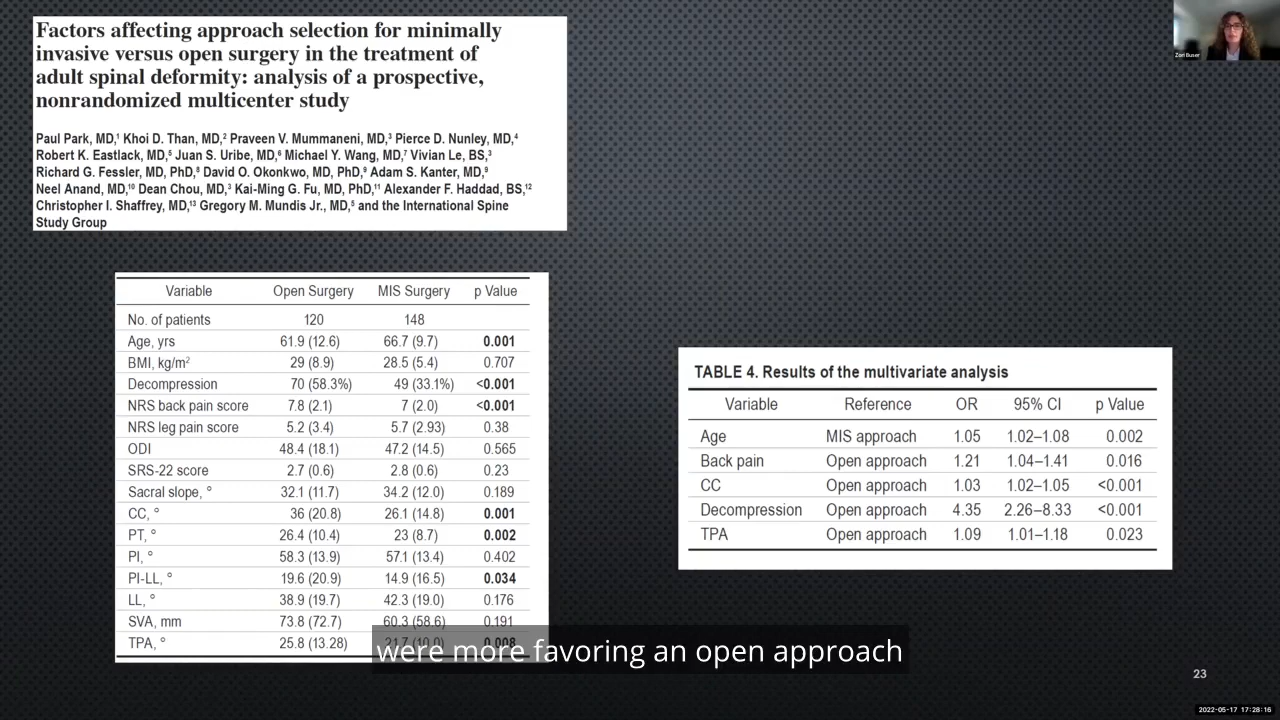 Factors affecting approach selection for minimally
invasive versus open surgery in the treatment of
adult spinal deformity: analysis of a prospective,
nonrandomized multicenter study
Paul Park, MD,¹ Khoi D. Than, MD,² Praveen V. Mummaneni, MD,³ Pierce D. Nunley, MD,⁴
Robert K. Eastlack, MD,⁵ Juan S. Uribe, MD,⁶ Michael Y. Wang, MD,⁷ Vivian Le, BS,³
Richard G. Fessler, MD, PhD,⁸ David O. Okonkwo, MD, PhD,⁹ Adam S. Kanter, MD,⁹
Neel Anand, MD,¹⁰ Dean Chou, MD,³ Kai-Ming G. Fu, MD, PhD,¹¹ Alexander F. Haddad, BS,¹²
Christopher I. Shaffrey, MD,¹³ Gregory M. Mundis Jr., MD,⁵ and the International Spine
Study Group
Zorl Buser
Variable Open Surgery MIS Surgery p Value
No. of patients 120 148
Age, yrs 61.9 (12.6) 66.7 (9.7) 0.001
BMI, kg/m² 29 (8.9) 28.5 (5.4) 0.707
Decompression 70 (58.3%) 49 (33.1%) <0.001
NRS back pain score 7.8 (2.1) 7 (2.0) <0.001
NRS leg pain score 5.2 (3.4) 5.7 (2.93) 0.38
ODI 48.4 (18.1) 47.2 (14.5) 0.565
SRS-22 score 2.7 (0.6) 2.8 (0.6) 0.23
Sacral slope, ° 32.1 (11.7) 34.2 (12.0) 0.189
CC, ° 36 (20.8) 26.1 (14.8) 0.001
PT, ° 26.4 (10.4) 23 (8.7) 0.002
PI, ° 58.3 (13.9) 57.1 (13.4) 0.402
PI-LL, ° 19.6 (20.9) 14.9 (16.5) 0.034
LL, ° 38.9 (19.7) 42.3 (19.0) 0.176
SVA, mm 73.8 (72.7) 60.3 (58.6) 0.191
TPA, ° 25.8 (13.28) 21.7 (10.0) 0.008
TABLE 4. Results of the multivariate analysis
Variable Reference OR 95% CI p Value
Age MIS approach 1.05 1.02–1.08 0.002
Back pain Open approach 1.21 1.04–1.41 0.016
CC Open approach 1.03 1.02–1.05 <0.001
Decompression Open approach 4.35 2.26–8.33 <0.001
TPA Open approach 1.09 1.01–1.18 0.023
were more favoring an open approach
23
2022-05-17 17:28:16